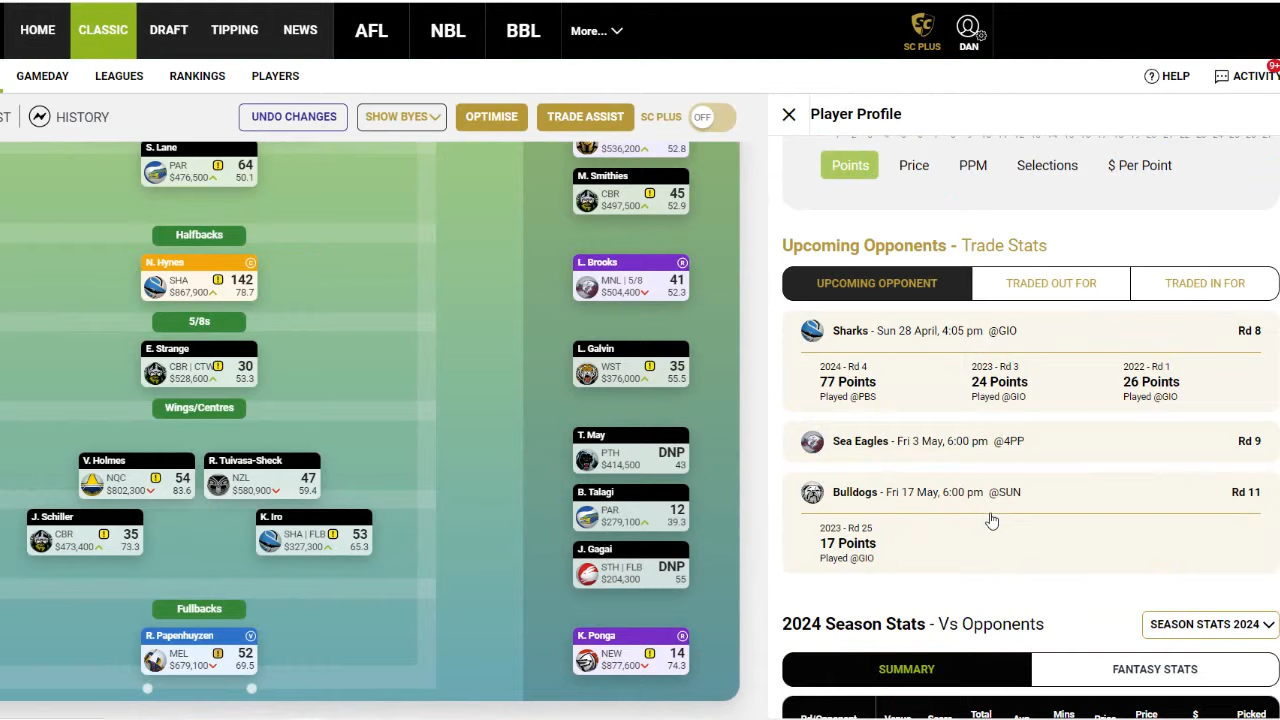 HOME CLASSIC DRAFT TIPPING NEWS AFL NBL BBL More...
SC
SC PLUS DAN
GAMEDAY LEAGUES RANKINGS PLAYERS
HELP ACTIVITY 9+
ST HISTORY
UNDO CHANGES SHOW BYES OPTIMISE TRADE ASSIST SC PLUS OFF
S. Lane
PAR ! 64
$476,500 50.1
Halfbacks
N. Hynes C
SHA ! 142
$867,900 78.7
5/8s
E. Strange
CBR | CTW ! 30
$528,600 53.3
Wings/Centres
V. Holmes
NQC ! 54
$802,300 83.6
R. Tuivasa-Sheck
NZL 47
$580,900 59.4
J. Schiller
CBR ! 35
$473,400 73.3
K. Iro
SHA | FLB ! 53
$327,300 65.3
Fullbacks
R. Papenhuyzen V
MEL ! 52
$679,100 69.5
$536,200 52.8
M. Smithies
CBR ! 45
$497,500 52.9
L. Brooks R
MNL | 5/8 41
$504,400 52.3
L. Galvin
WST ! 35
$376,000 55.5
T. May
PTH DNP
$414,500 43
B. Talagi
PAR ! 12
$279,100 39.3
J. Gagai
STH | FLB DNP
$204,300 55
K. Ponga R
NEW ! 14
$877,600 74.3
Player Profile
Points Price PPM Selections $ Per Point
Upcoming Opponents - Trade Stats
UPCOMING OPPONENT TRADED OUT FOR TRADED IN FOR
Sharks - Sun 28 April, 4:05 pm @GIO Rd 8
2024 - Rd 4 2023 - Rd 3 2022 - Rd 1
77 Points 24 Points 26 Points
Played @PBS Played @GIO Played @GIO
Sea Eagles - Fri 3 May, 6:00 pm @4PP Rd 9
Bulldogs - Fri 17 May, 6:00 pm @SUN Rd 11
2023 - Rd 25
17 Points
Played @GIO
2024 Season Stats - Vs Opponents SEASON STATS 2024
SUMMARY FANTASY STATS
Total Mins Price $ Picked